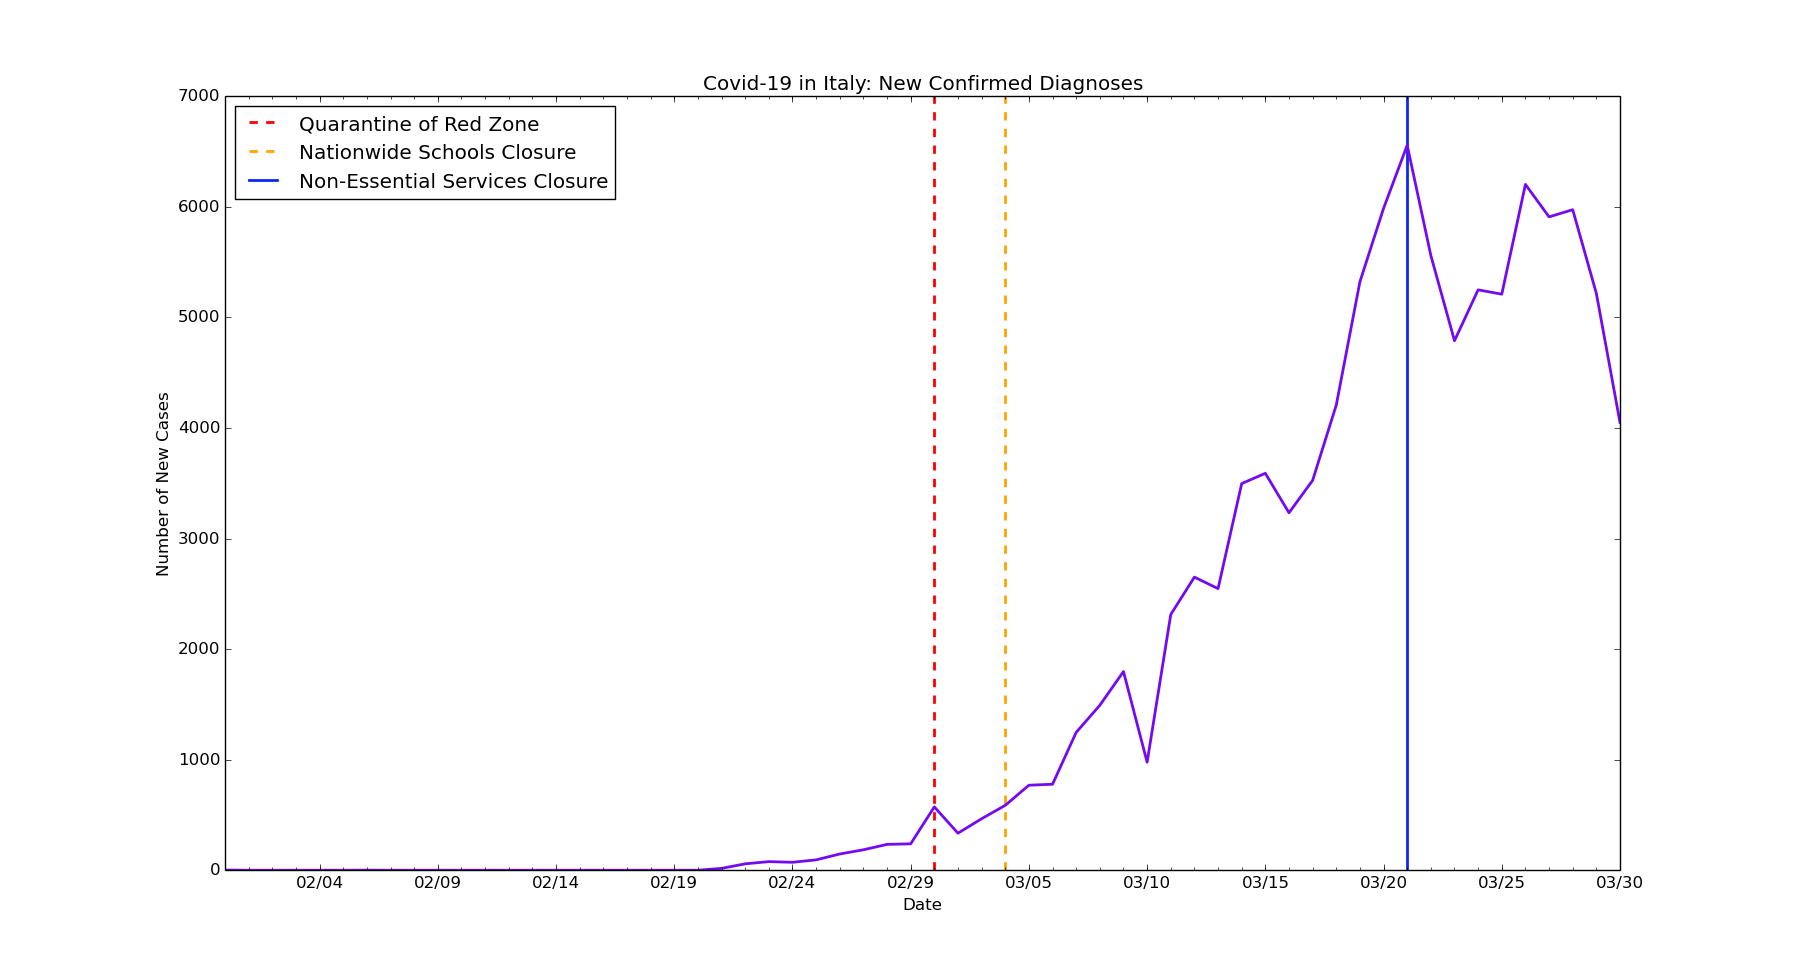 Covid-19 in Italy: New Confirmed Diagnoses
7000
6000
5000
4000
3000
2000
1000
0
Number of New Cases
Quarantine of Red Zone
Nationwide Schools Closure
Non-Essential Services Closure
02/04 02/09 02/14 02/19 02/24 02/29 03/05 03/10 03/15 03/20 03/25 03/30
Date